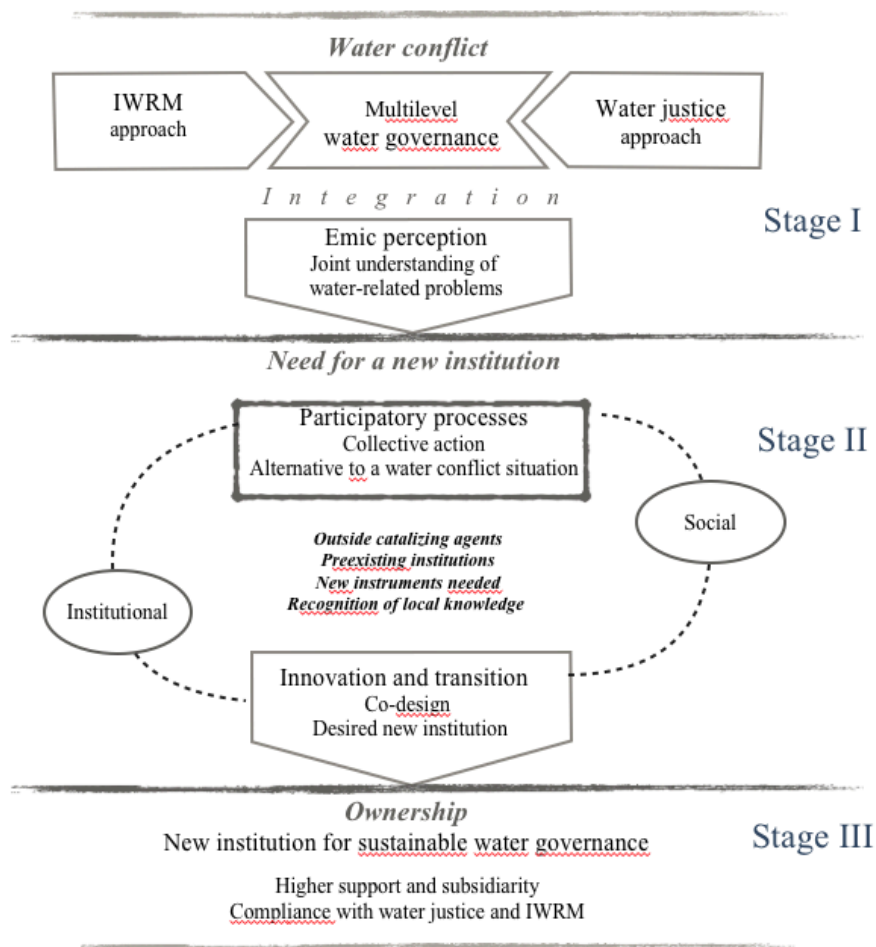 Water conflict
IWRM
approach
Multilevel
water governance
Water justice
approach
Integration
Stage I
Emic perception
Joint understanding of
water-related problems
Need for a new institution
Participatory processes
Collective action
Alternative to a water conflict situation
Stage II
Social
Outside catalizing agents
Preexisting institutions
New instruments needed
Recognition of local knowledge
Institutional
Innovation and transition
Co-design
Desired new institution
Ownership
New institution for sustainable water governance
Stage III
Higher support and subsidiarity
Compliance with water justice and IWRM